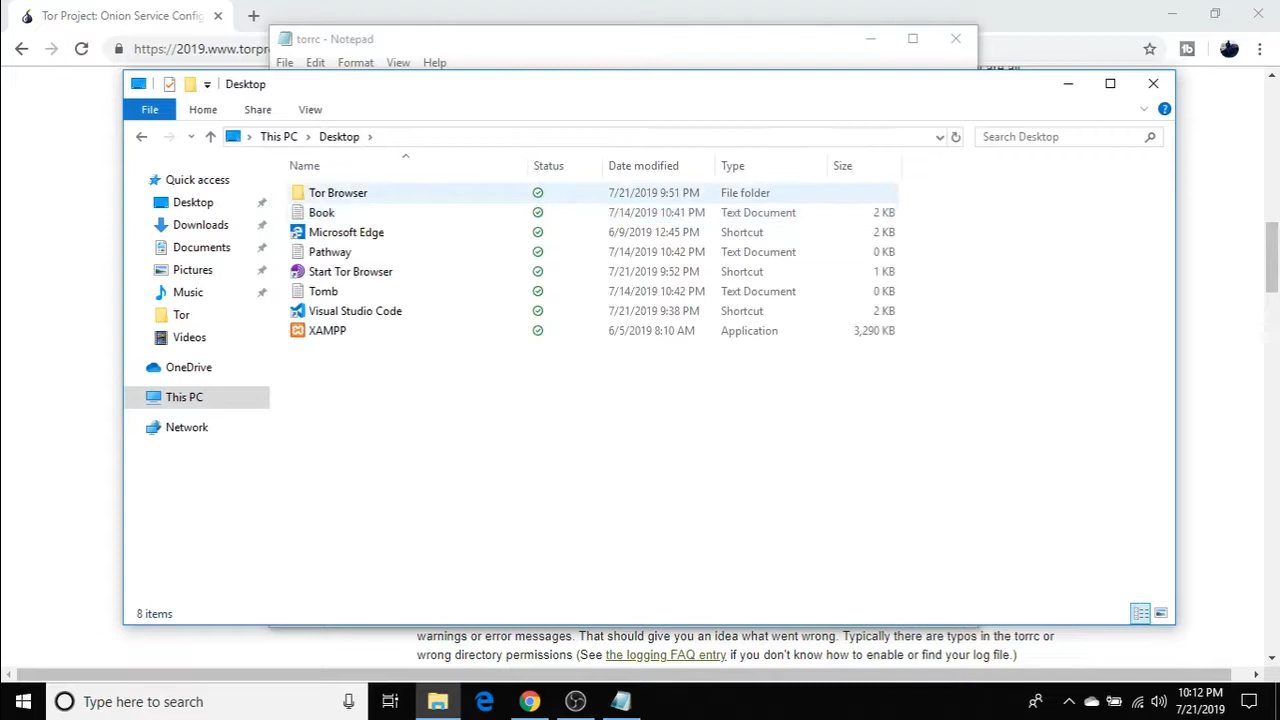 Tor Project: Onion Service Config
https://2019.www.torpr
torrc - Notepad
File Edit Format View Help
Desktop
File Home Share View
This PC Desktop
Search Desktop
Name Status Date modified Type Size
Quick access
Desktop
Downloads
Documents
Pictures
Music
Tor
Videos
OneDrive
This PC
Network
Tor Browser 7/21/2019 9:51 PM File folder
Book 7/14/2019 10:41 PM Text Document 2 KB
Microsoft Edge 6/9/2019 12:45 PM Shortcut 2 KB
Pathway 7/14/2019 10:42 PM Text Document 0 KB
Start Tor Browser 7/21/2019 9:52 PM Shortcut 1 KB
Tomb 7/14/2019 10:42 PM Text Document 0 KB
Visual Studio Code 7/21/2019 9:38 PM Shortcut 2 KB
XAMPP 6/5/2019 8:10 AM Application 3,290 KB
8 items
warnings or error messages. That should give you an idea what went wrong. Typically there are typos in the torrc or
wrong directory permissions (See the logging FAQ entry if you don't know how to enable or find your log file.)
Type here to search
10:12 PM
7/21/2019